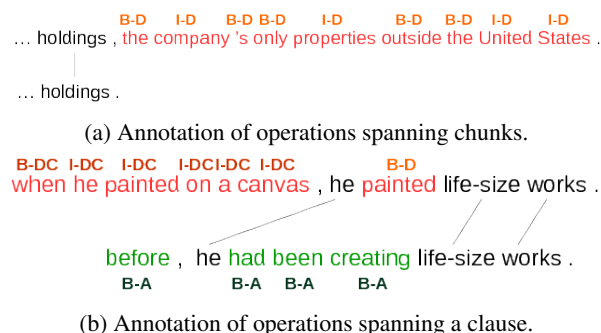 B-D I-D B-D B-D I-D B-D B-D I-D I-D
... holdings , the company 's only properties outside the United States .
... holdings .
(a) Annotation of operations spanning chunks.
B-DC I-DC I-DC I-DC I-DC I-DC B-D
when he painted on a canvas , he painted life-size works .
before , he had been creating life-size works .
B-A B-A B-A B-A
(b) Annotation of operations spanning a clause.